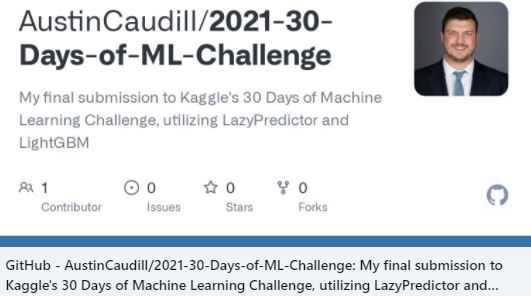 AustinCaudill/2021-30-
Days-of-ML-Challenge
My final submission to Kaggle's 30 Days of Machine
Learning Challenge, utilizing LazyPredictor and
LightGBM
1 0 0 0
Contributor Issues Stars Forks
GitHub - AustinCaudill/2021-30-Days-of-ML-Challenge: My final submission to
Kaggle's 30 Days of Machine Learning Challenge, utilizing LazyPredictor and...